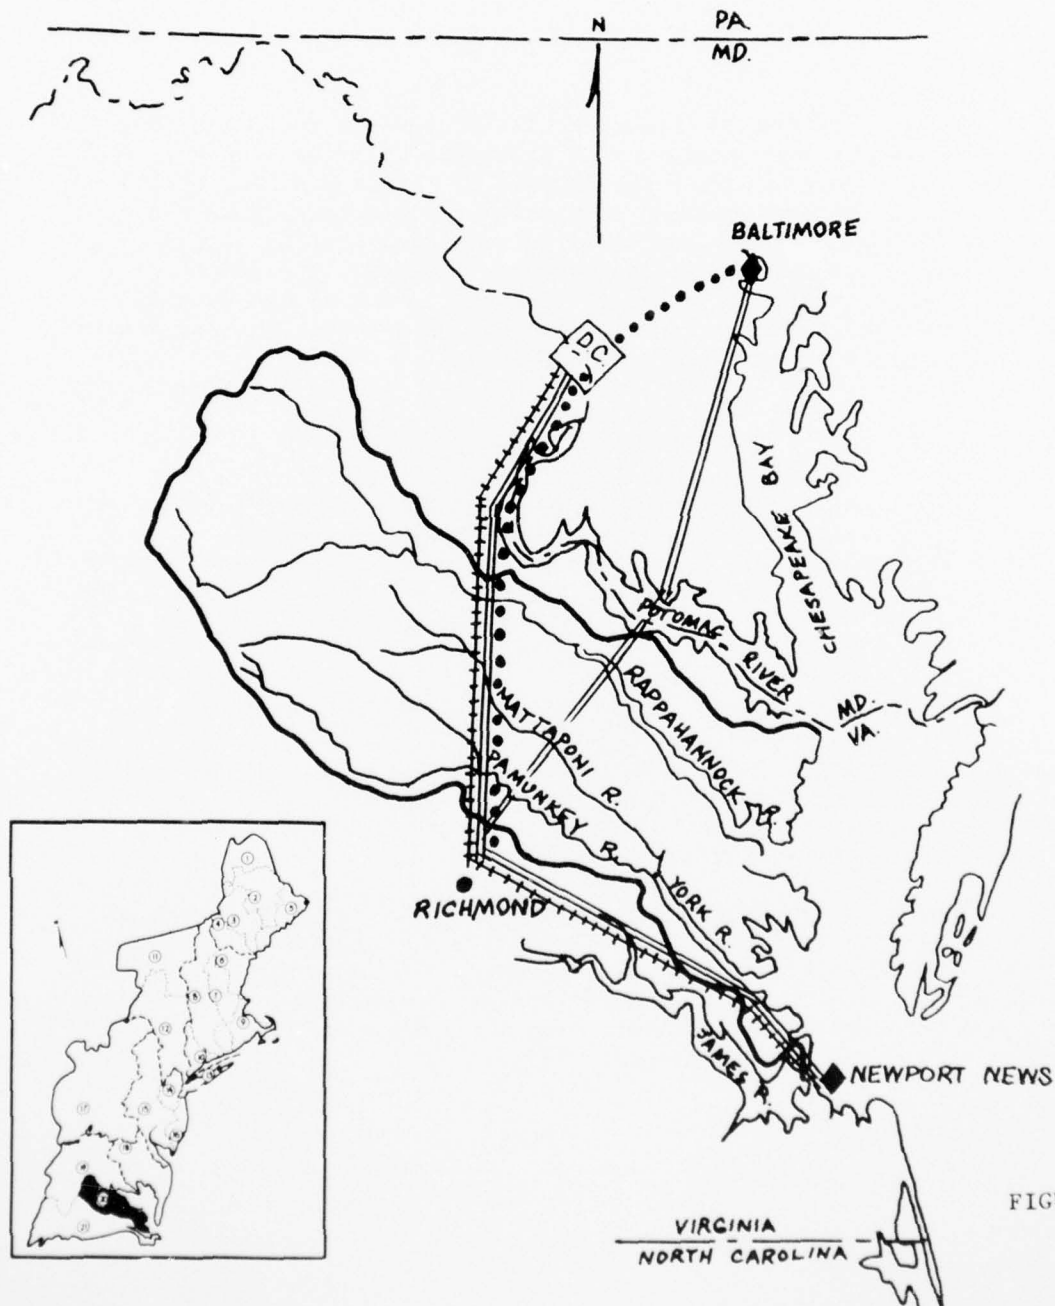 N
PA.
MD.
BALTIMORE
D.C.
CHESAPEAKE BAY
POTOMAC RIVER
MD.
VA.
RAPPAHANNOCK R.
MATTAPONI R.
PAMUNKEY R.
YORK R.
RICHMOND
JAMES R.
NEWPORT NEWS
VIRGINIA
NORTH CAROLINA